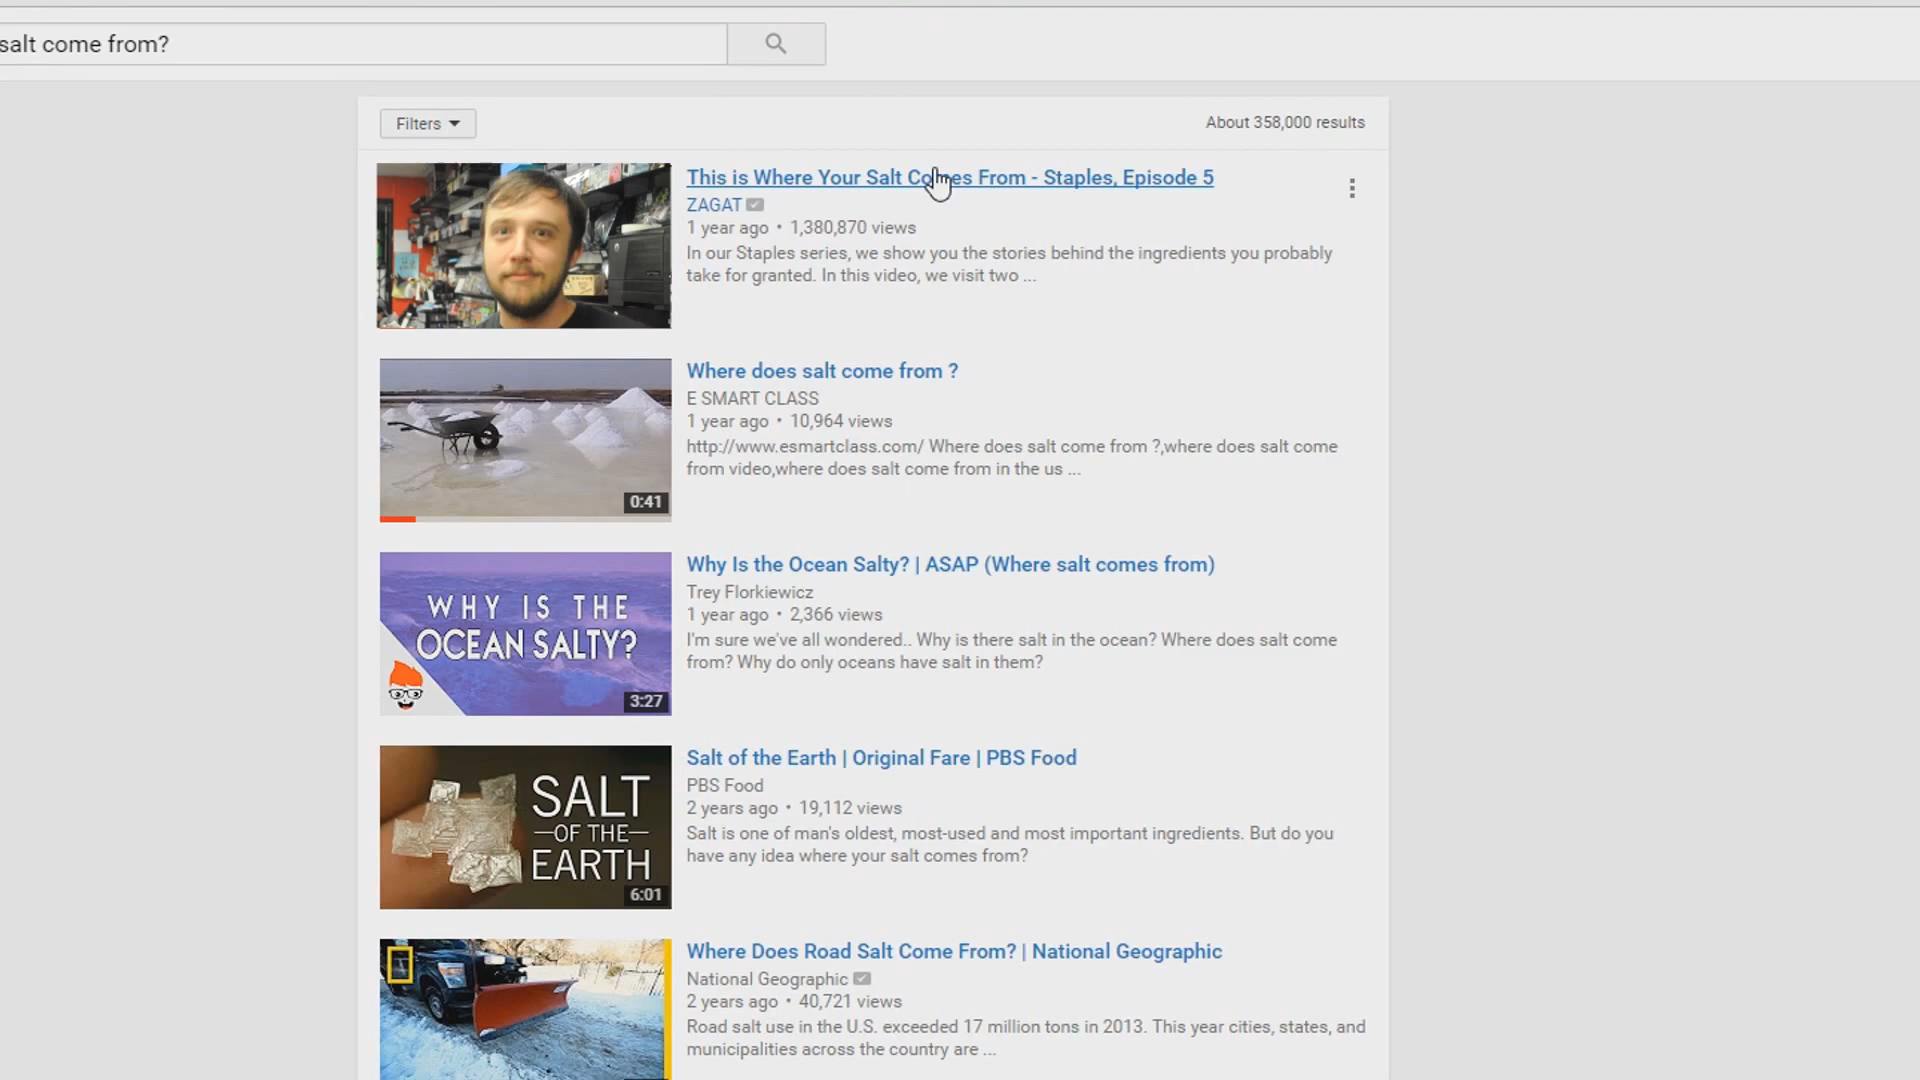 salt come from?
Filters
About 358,000 results
This is Where Your Salt Comes From - Staples, Episode 5
ZAGAT
1 year ago • 1,380,870 views
In our Staples series, we show you the stories behind the ingredients you probably
take for granted. In this video, we visit two ...
Where does salt come from ?
E SMART CLASS
1 year ago • 10,964 views
http://www.esmartclass.com/ Where does salt come from ?,where does salt come
from video,where does salt come from in the us ...
0:41
WHY IS THE
OCEAN SALTY?
3:27
Why Is the Ocean Salty? | ASAP (Where salt comes from)
Trey Florkiewicz
1 year ago • 2,366 views
I'm sure we've all wondered.. Why is there salt in the ocean? Where does salt come
from? Why do only oceans have salt in them?
SALT
OF THE
EARTH
6:01
Salt of the Earth | Original Fare | PBS Food
PBS Food
2 years ago • 19,112 views
Salt is one of man's oldest, most-used and most important ingredients. But do you
have any idea where your salt comes from?
Where Does Road Salt Come From? | National Geographic
National Geographic
2 years ago • 40,721 views
Road salt use in the U.S. exceeded 17 million tons in 2013. This year cities, states, and
municipalities across the country are ...